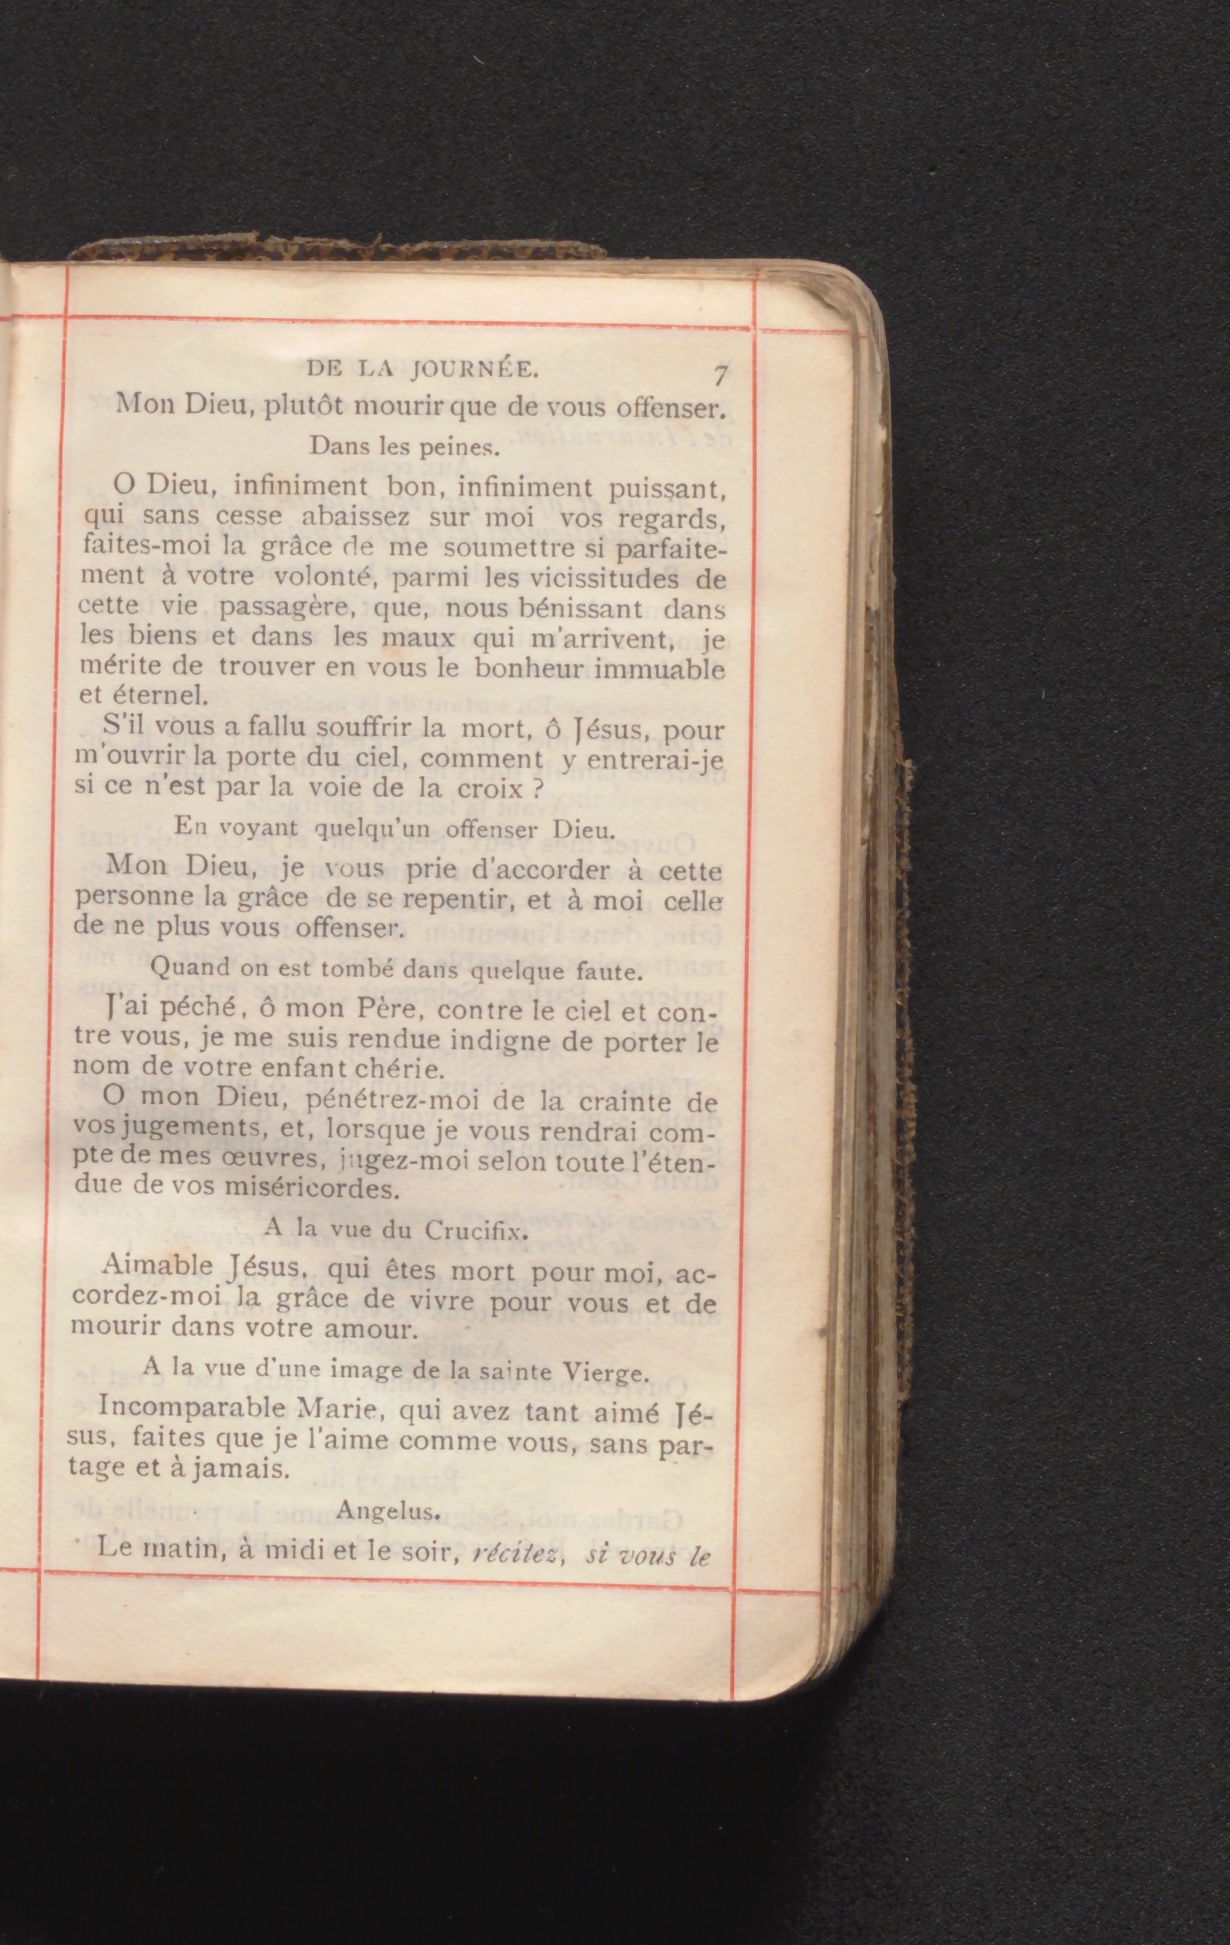 DE LA JOURNÉE. 7
Mon Dieu, plutôt mourir que de vous offenser.
Dans les peines.
O Dieu, infiniment bon, infiniment puissant,
qui sans cesse abaissez sur moi vos regards,
faites-moi la grâce de me soumettre si parfaite-
ment à votre volonté, parmi les vicissitudes de
cette vie passagère, que, nous bénissant dans
les biens et dans les maux qui m'arrivent, je
mérite de trouver en vous le bonheur immuable
et éternel.
S'il vous a fallu souffrir la mort, ô Jésus, pour
m'ouvrir la porte du ciel, comment y entrerai-je
si ce n'est par la voie de la croix ?
En voyant quelqu'un offenser Dieu.
Mon Dieu, je vous prie d'accorder à cette
personne la grâce de se repentir, et à moi celle
de ne plus vous offenser.
Quand on est tombé dans quelque faute.
J'ai péché, ô mon Père, contre le ciel et con-
tre vous, je me suis rendue indigne de porter le
nom de votre enfant chérie.
O mon Dieu, pénétrez-moi de la crainte de
vos jugements, et, lorsque je vous rendrai com-
pte de mes œuvres, jugez-moi selon toute l'éten-
due de vos miséricordes.
A la vue du Crucifix.
Aimable Jésus, qui êtes mort pour moi, ac-
cordez-moi la grâce de vivre pour vous et de
mourir dans votre amour.
A la vue d'une image de la sainte Vierge.
Incomparable Marie, qui avez tant aimé Jé-
sus, faites que je l'aime comme vous, sans par-
tage et à jamais.
Angelus.
Le matin, à midi et le soir, récitez, si vous le